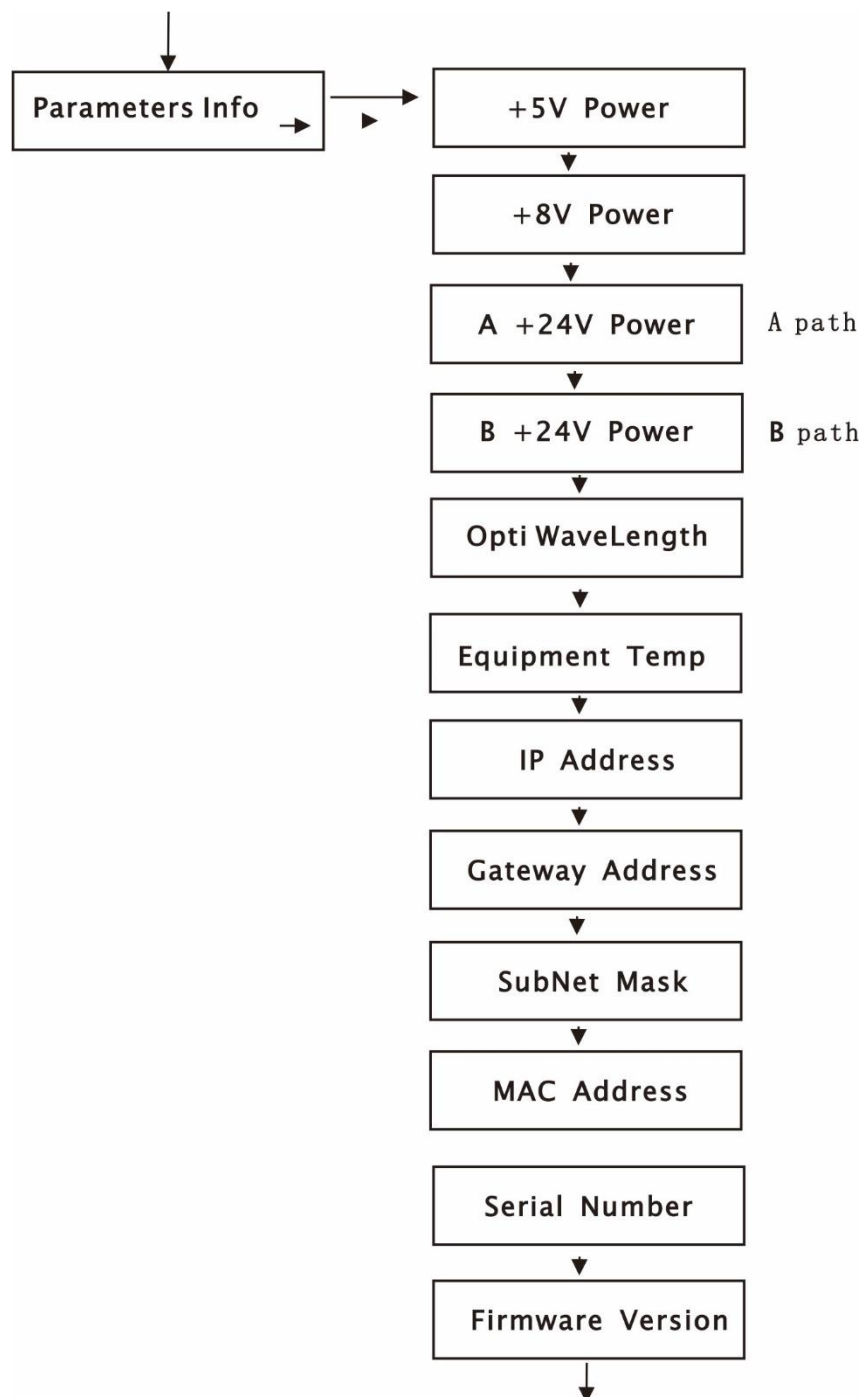 Parameters Info
+5V Power
+8V Power
A +24V Power
A path
B +24V Power
B path
Opti WaveLength
Equipment Temp
IP Address
Gateway Address
SubNet Mask
MAC Address
Serial Number
Firmware Version